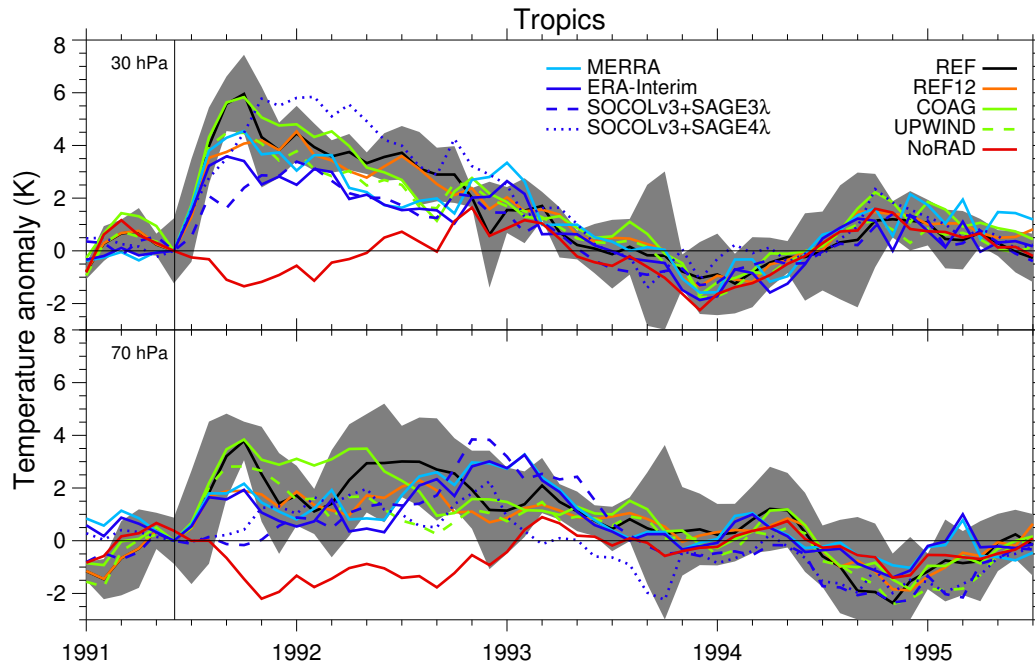 Tropics
8
6
4
2
0
-2
30 hPa
MERRA
ERA-Interim
SOCOLv3+SAGE3λ
SOCOLv3+SAGE4λ
REF
REF12
COAG
UPWIND
NoRAD
Temperature anomaly (K)
8
6
4
2
0
-2
70 hPa
1991 1992 1993 1994 1995